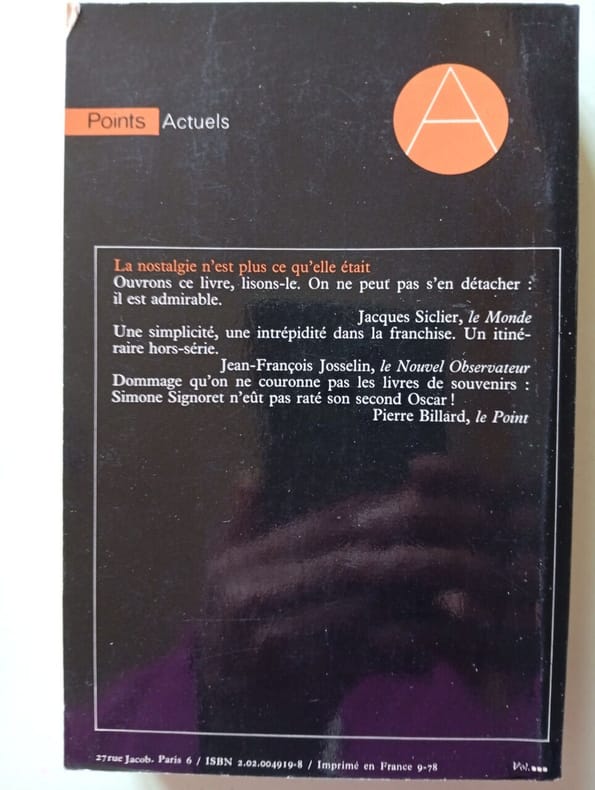 Points Actuels
A
La nostalgie n'est plus ce qu'elle était
Ouvrons ce livre, lisons-le. On ne peut pas s'en détacher :
il est admirable.
Jacques Siclier, le Monde
Une simplicité, une intrépidité dans la franchise. Un itiné-
raire hors-série.
Jean-François Josselin, le Nouvel Observateur
Dommage qu'on ne couronne pas les livres de souvenirs :
Simone Signoret n'eût pas raté son second Oscar !
Pierre Billard, le Point
27 rue Jacob. Paris 6 / ISBN 2.02.004919-8 / Imprimé en France 9-78
Vol.